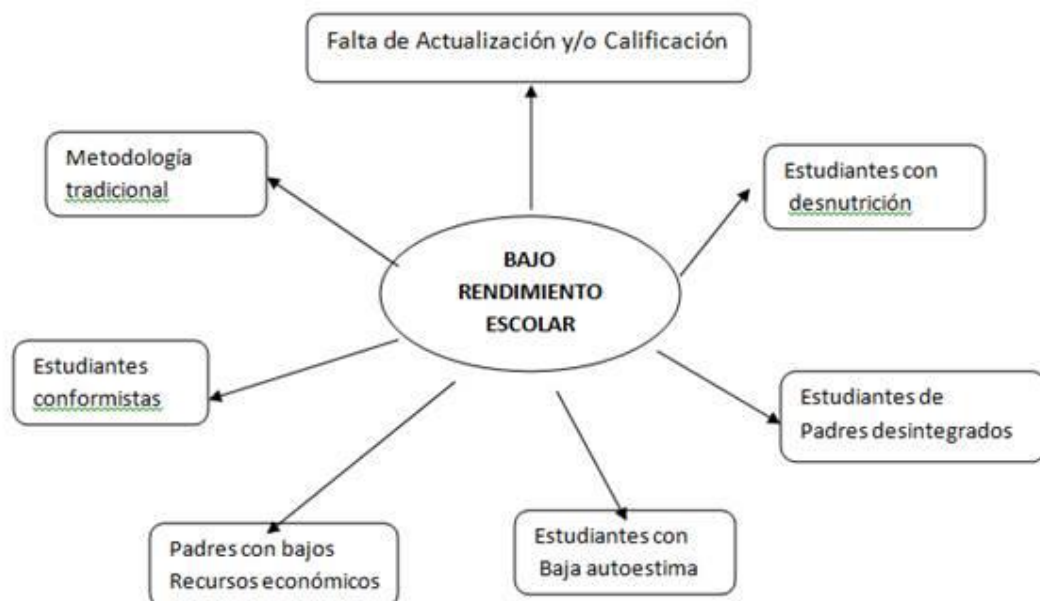 Falta de Actualización y/o Calificación
Metodología
tradicional
Estudiantes con
desnutrición
BAJO
RENDIMIENTO
ESCOLAR
Estudiantes
conformistas
Estudiantes de
Padres desintegrados
Padres con bajos
Recursos económicos
Estudiantes con
Baja autoestima